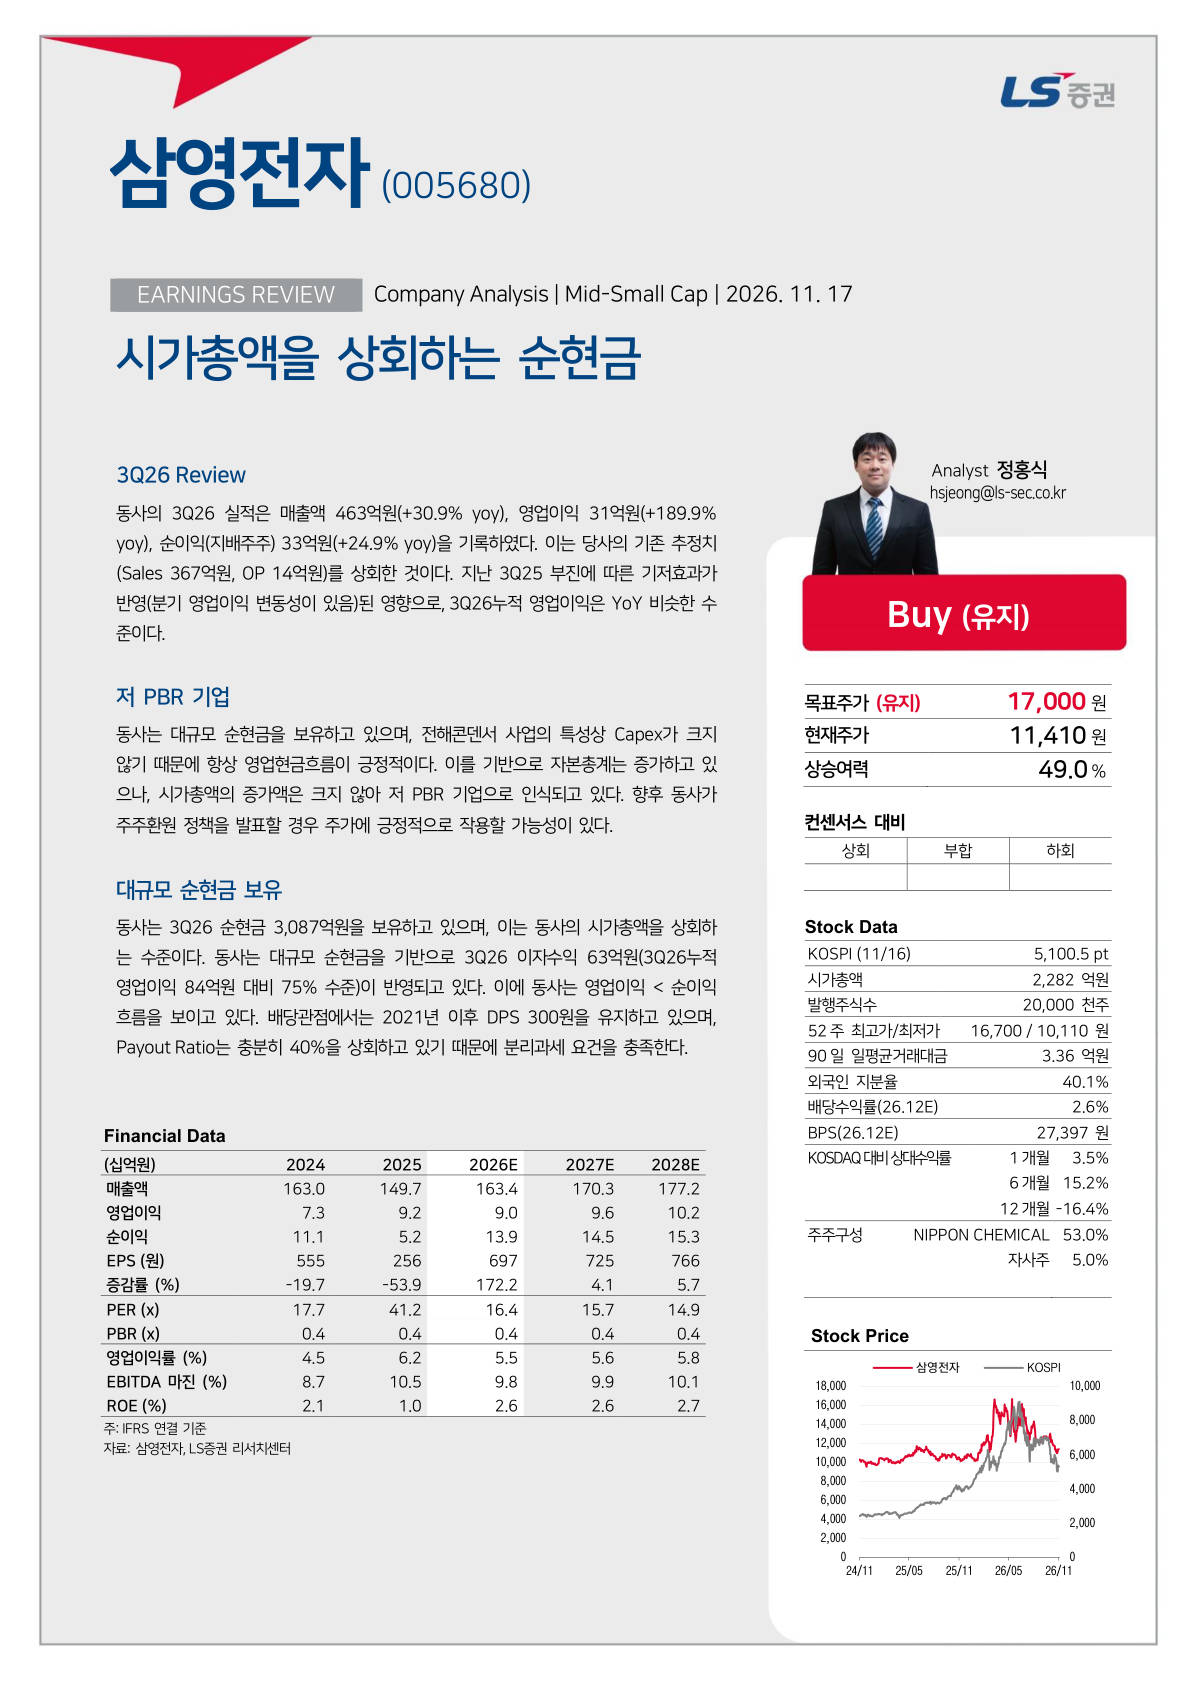 LS증권
삼영전자 (005680)
EARNINGS REVIEW Company Analysis | Mid-Small Cap | 2026. 11. 17
시가총액을 상회하는 순현금
3Q26 Review
동사의 3Q26 실적은 매출액 463억원(+30.9% yoy), 영업이익 31억원(+189.9%
yoy), 순이익(지배주주) 33억원(+24.9% yoy)을 기록하였다. 이는 당사의 기존 추정치
(Sales 367억원, OP 14억원)를 상회한 것이다. 지난 3Q25 부진에 따른 기저효과가
반영(분기 영업이익 변동성이 있음)된 영향으로, 3Q26누적 영업이익은 YoY 비슷한 수
준이다.
저 PBR 기업
동사는 대규모 순현금을 보유하고 있으며, 전해콘덴서 사업의 특성상 Capex가 크지
않기 때문에 항상 영업현금흐름이 긍정적이다. 이를 기반으로 자본총계는 증가하고 있
으나, 시가총액의 증가액은 크지 않아 저 PBR 기업으로 인식되고 있다. 향후 동사가
주주환원 정책을 발표할 경우 주가에 긍정적으로 작용할 가능성이 있다.
대규모 순현금 보유
동사는 3Q26 순현금 3,087억원을 보유하고 있으며, 이는 동사의 시가총액을 상회하
는 수준이다. 동사는 대규모 순현금을 기반으로 3Q26 이자수익 63억원(3Q26누적
영업이익 84억원 대비 75% 수준)이 반영되고 있다. 이에 동사는 영업이익 < 순이익
흐름을 보이고 있다. 배당관점에서는 2021년 이후 DPS 300원을 유지하고 있으며,
Payout Ratio는 충분히 40%을 상회하고 있기 때문에 분리과세 요건을 충족한다.
Financial Data
(십억원) 2024 2025 2026E 2027E 2028E
매출액 163.0 149.7 163.4 170.3 177.2
영업이익 7.3 9.2 9.0 9.6 10.2
순이익 11.1 5.2 13.9 14.5 15.3
EPS (원) 555 256 697 725 766
증감률 (%) -19.7 -53.9 172.2 4.1 5.7
PER (x) 17.7 41.2 16.4 15.7 14.9
PBR (x) 0.4 0.4 0.4 0.4 0.4
영업이익률 (%) 4.5 6.2 5.5 5.6 5.8
EBITDA 마진 (%) 8.7 10.5 9.8 9.9 10.1
ROE (%) 2.1 1.0 2.6 2.6 2.7
주: IFRS 연결 기준
자료: 삼영전자, LS증권 리서치센터
Analyst 정홍식
hsjeong@ls-sec.co.kr
Buy (유지)
목표주가 (유지) 17,000 원
현재주가 11,410 원
상승여력 49.0 %
컨센서스 대비
상회 부합 하회
Stock Data
KOSPI (11/16) 5,100.5 pt
시가총액 2,282 억원
발행주식수 20,000 천주
52 주 최고가/최저가 16,700 / 10,110 원
90 일 일평균거래대금 3.36 억원
외국인 지분율 40.1%
배당수익률(26.12E) 2.6%
BPS(26.12E) 27,397 원
KOSDAQ 대비 상대수익률 1 개월 3.5%
6 개월 15.2%
12 개월 -16.4%
주주구성 NIPPON CHEMICAL 53.0%
자사주 5.0%
Stock Price
삼영전자 KOSPI
18,000 10,000
16,000
14,000 8,000
12,000
10,000 6,000
8,000
6,000 4,000
4,000
2,000 2,000
0 0
24/11 25/05 25/11 26/05 26/11